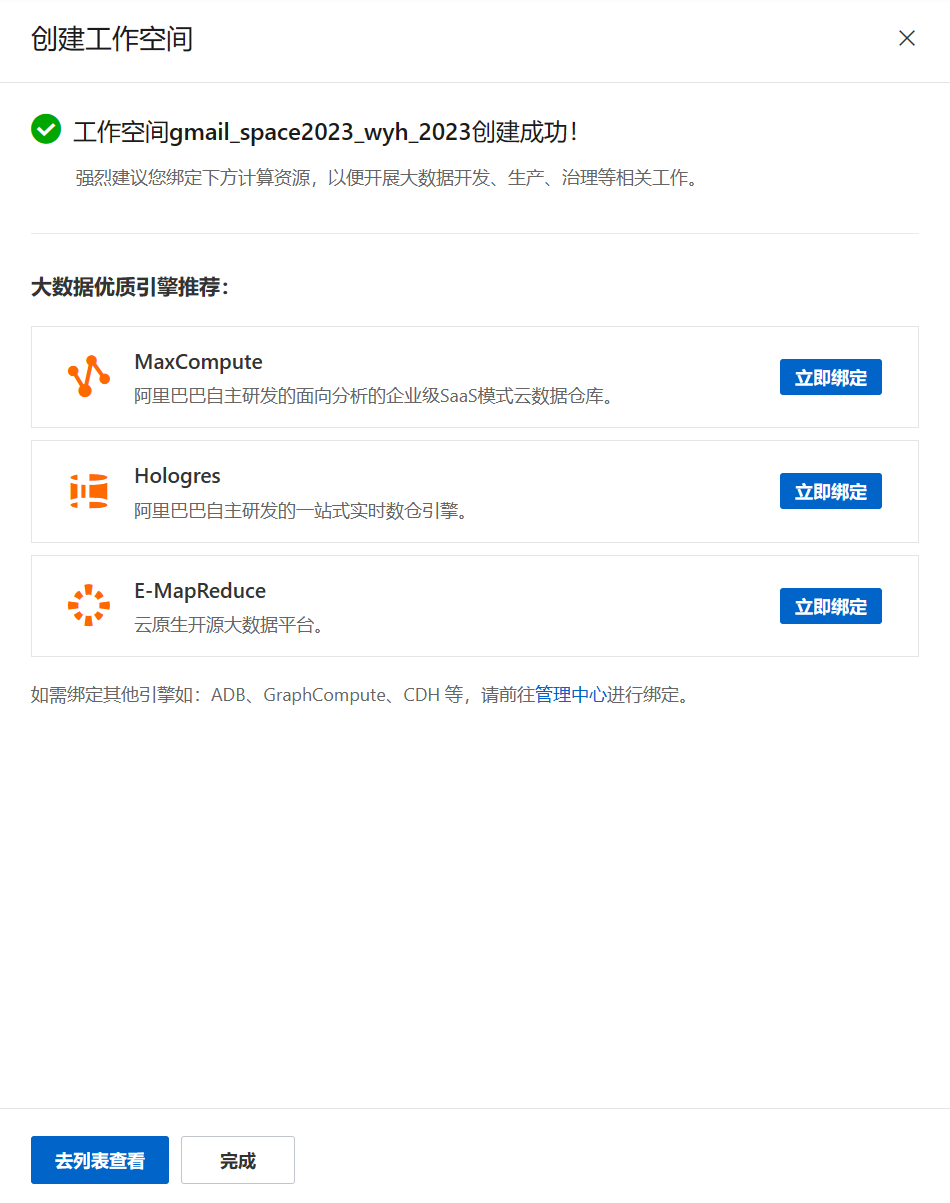 创建工作空间
工作空间gmail_space2023_wyh_2023创建成功！
强烈建议您绑定下方计算资源，以便开展大数据开发、生产、治理等相关工作。
大数据优质引擎推荐：
MaxCompute
阿里巴巴自主研发的面向分析的企业级SaaS模式云数据仓库。
立即绑定
Hologres
阿里巴巴自主研发的一站式实时数仓引擎。
立即绑定
E-MapReduce
云原生开源大数据平台。
立即绑定
如需绑定其他引擎如：ADB、GraphCompute、CDH 等，请前往管理中心进行绑定。
去列表查看
完成